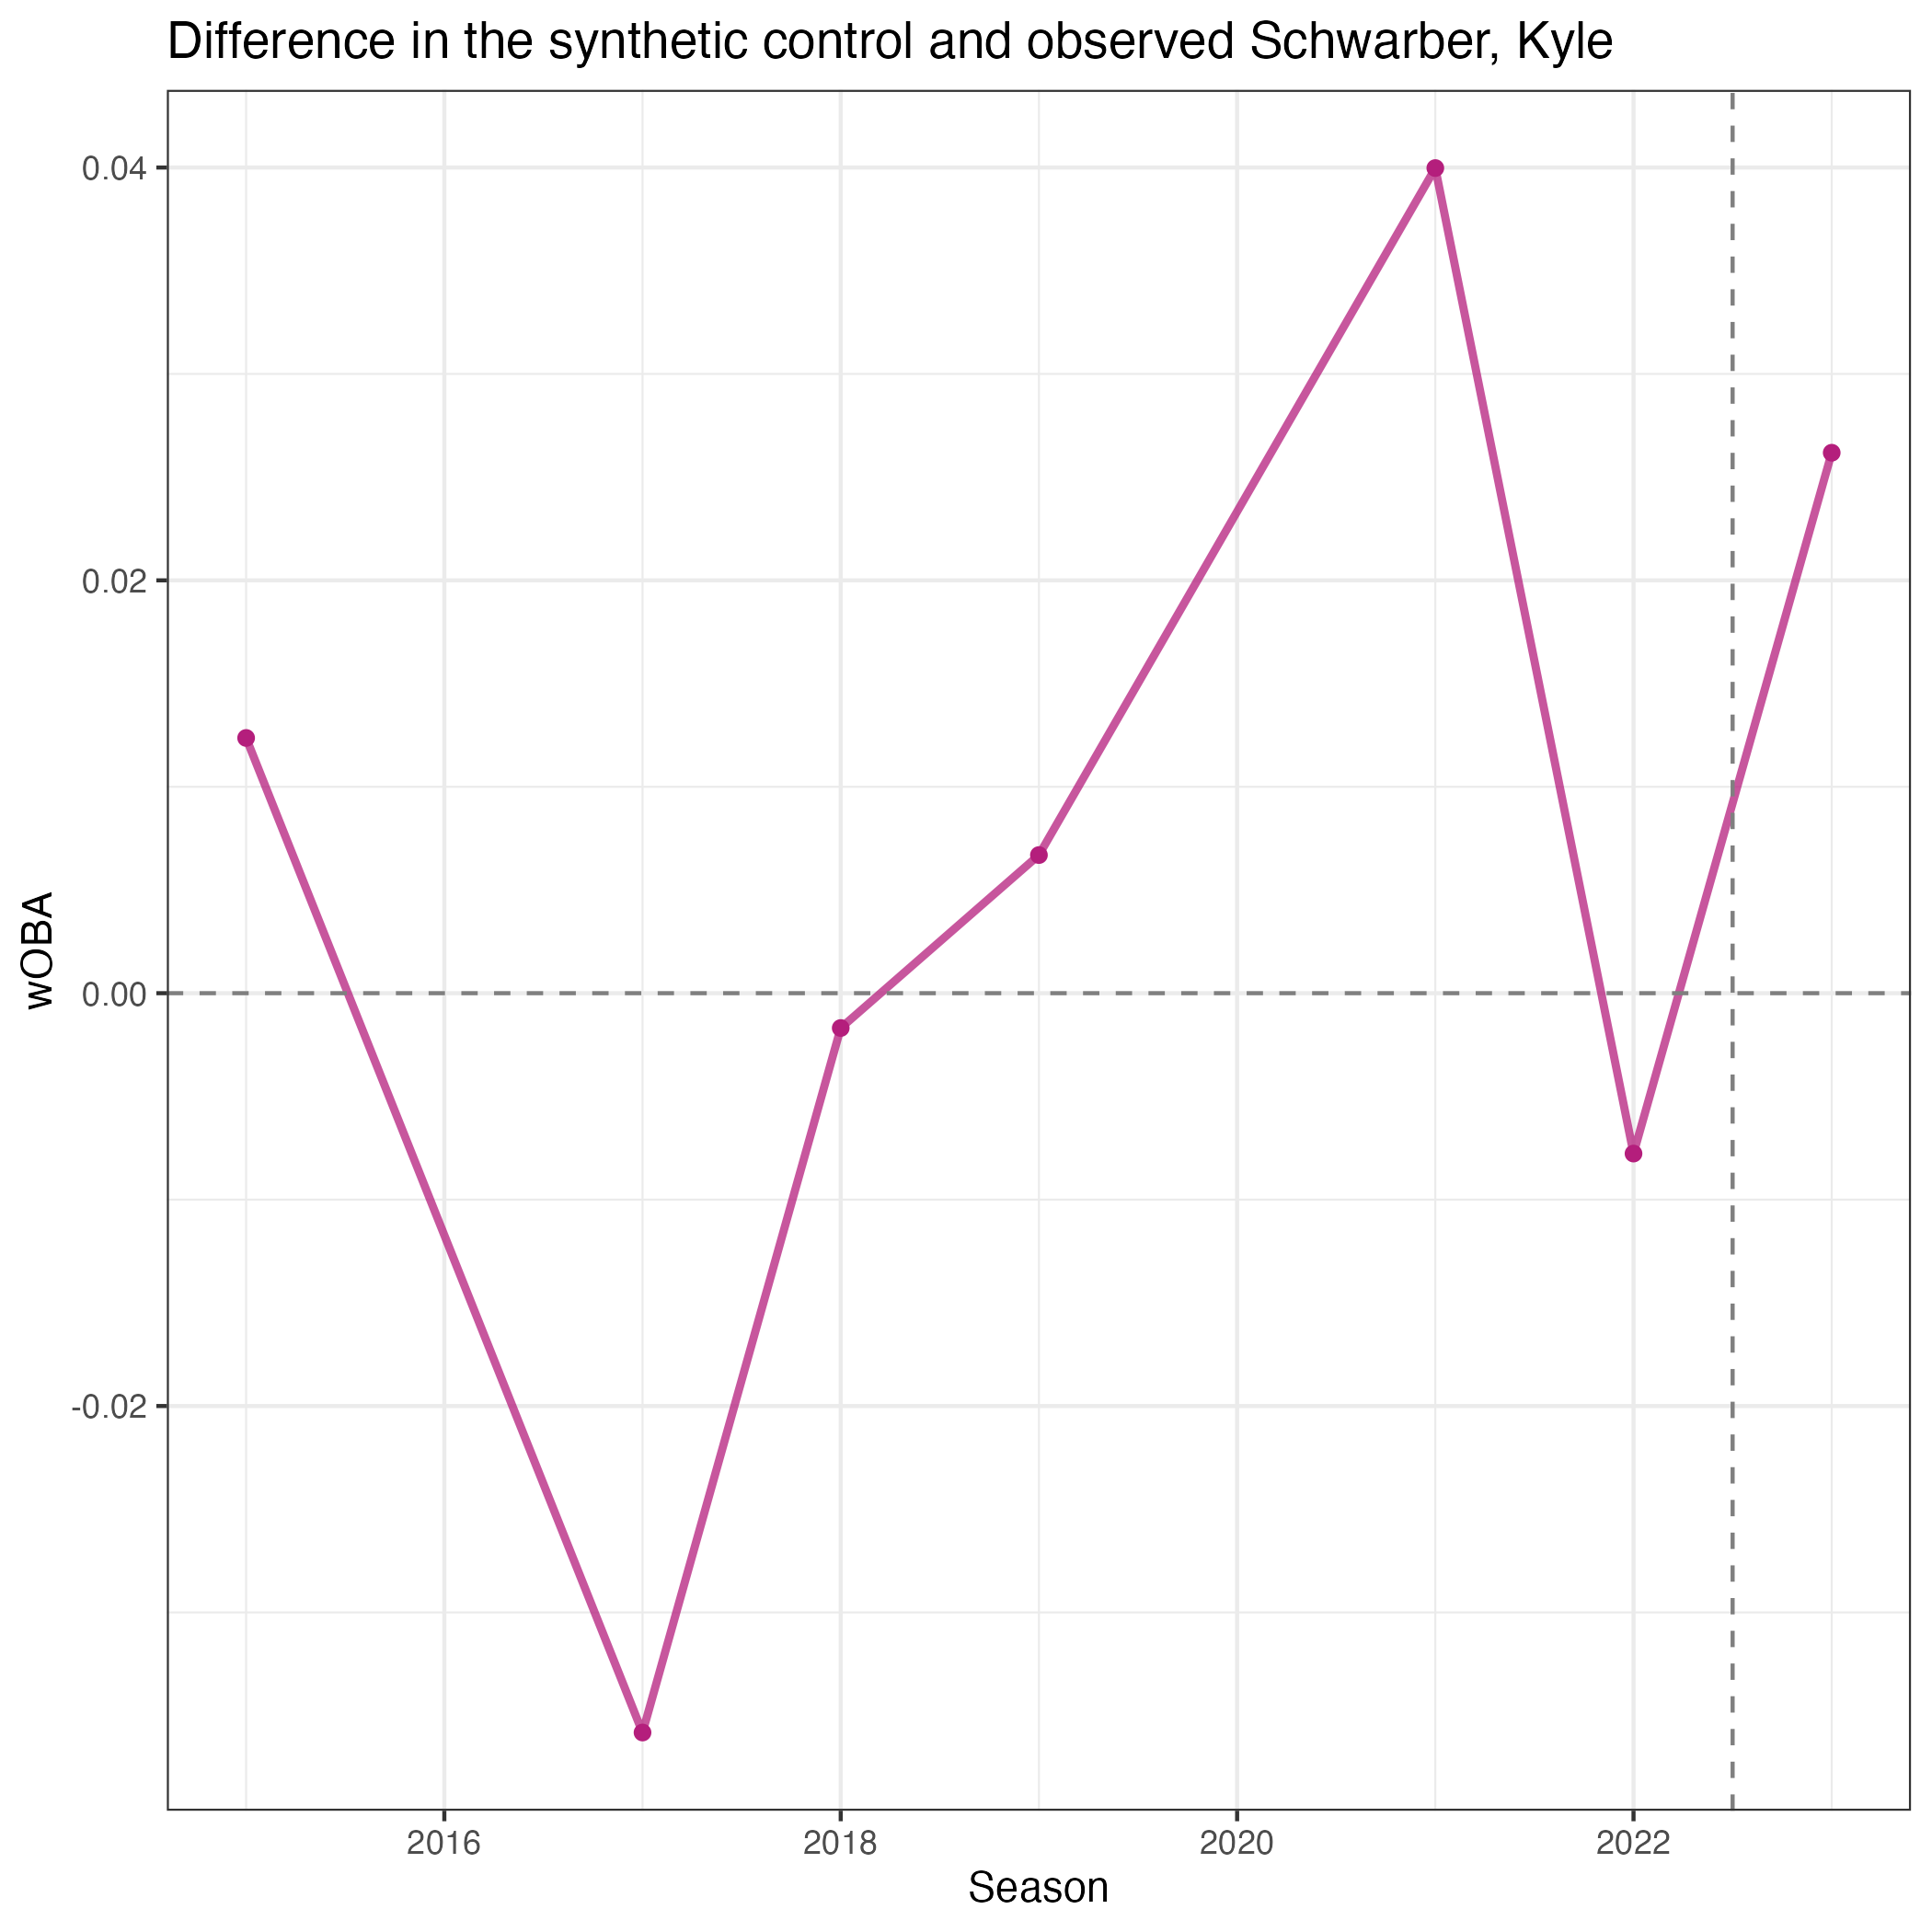 Difference in the synthetic control and observed Schwarber, Kyle
wOBA
0.04
0.02
0.00
-0.02
2016 2018 2020 2022
Season